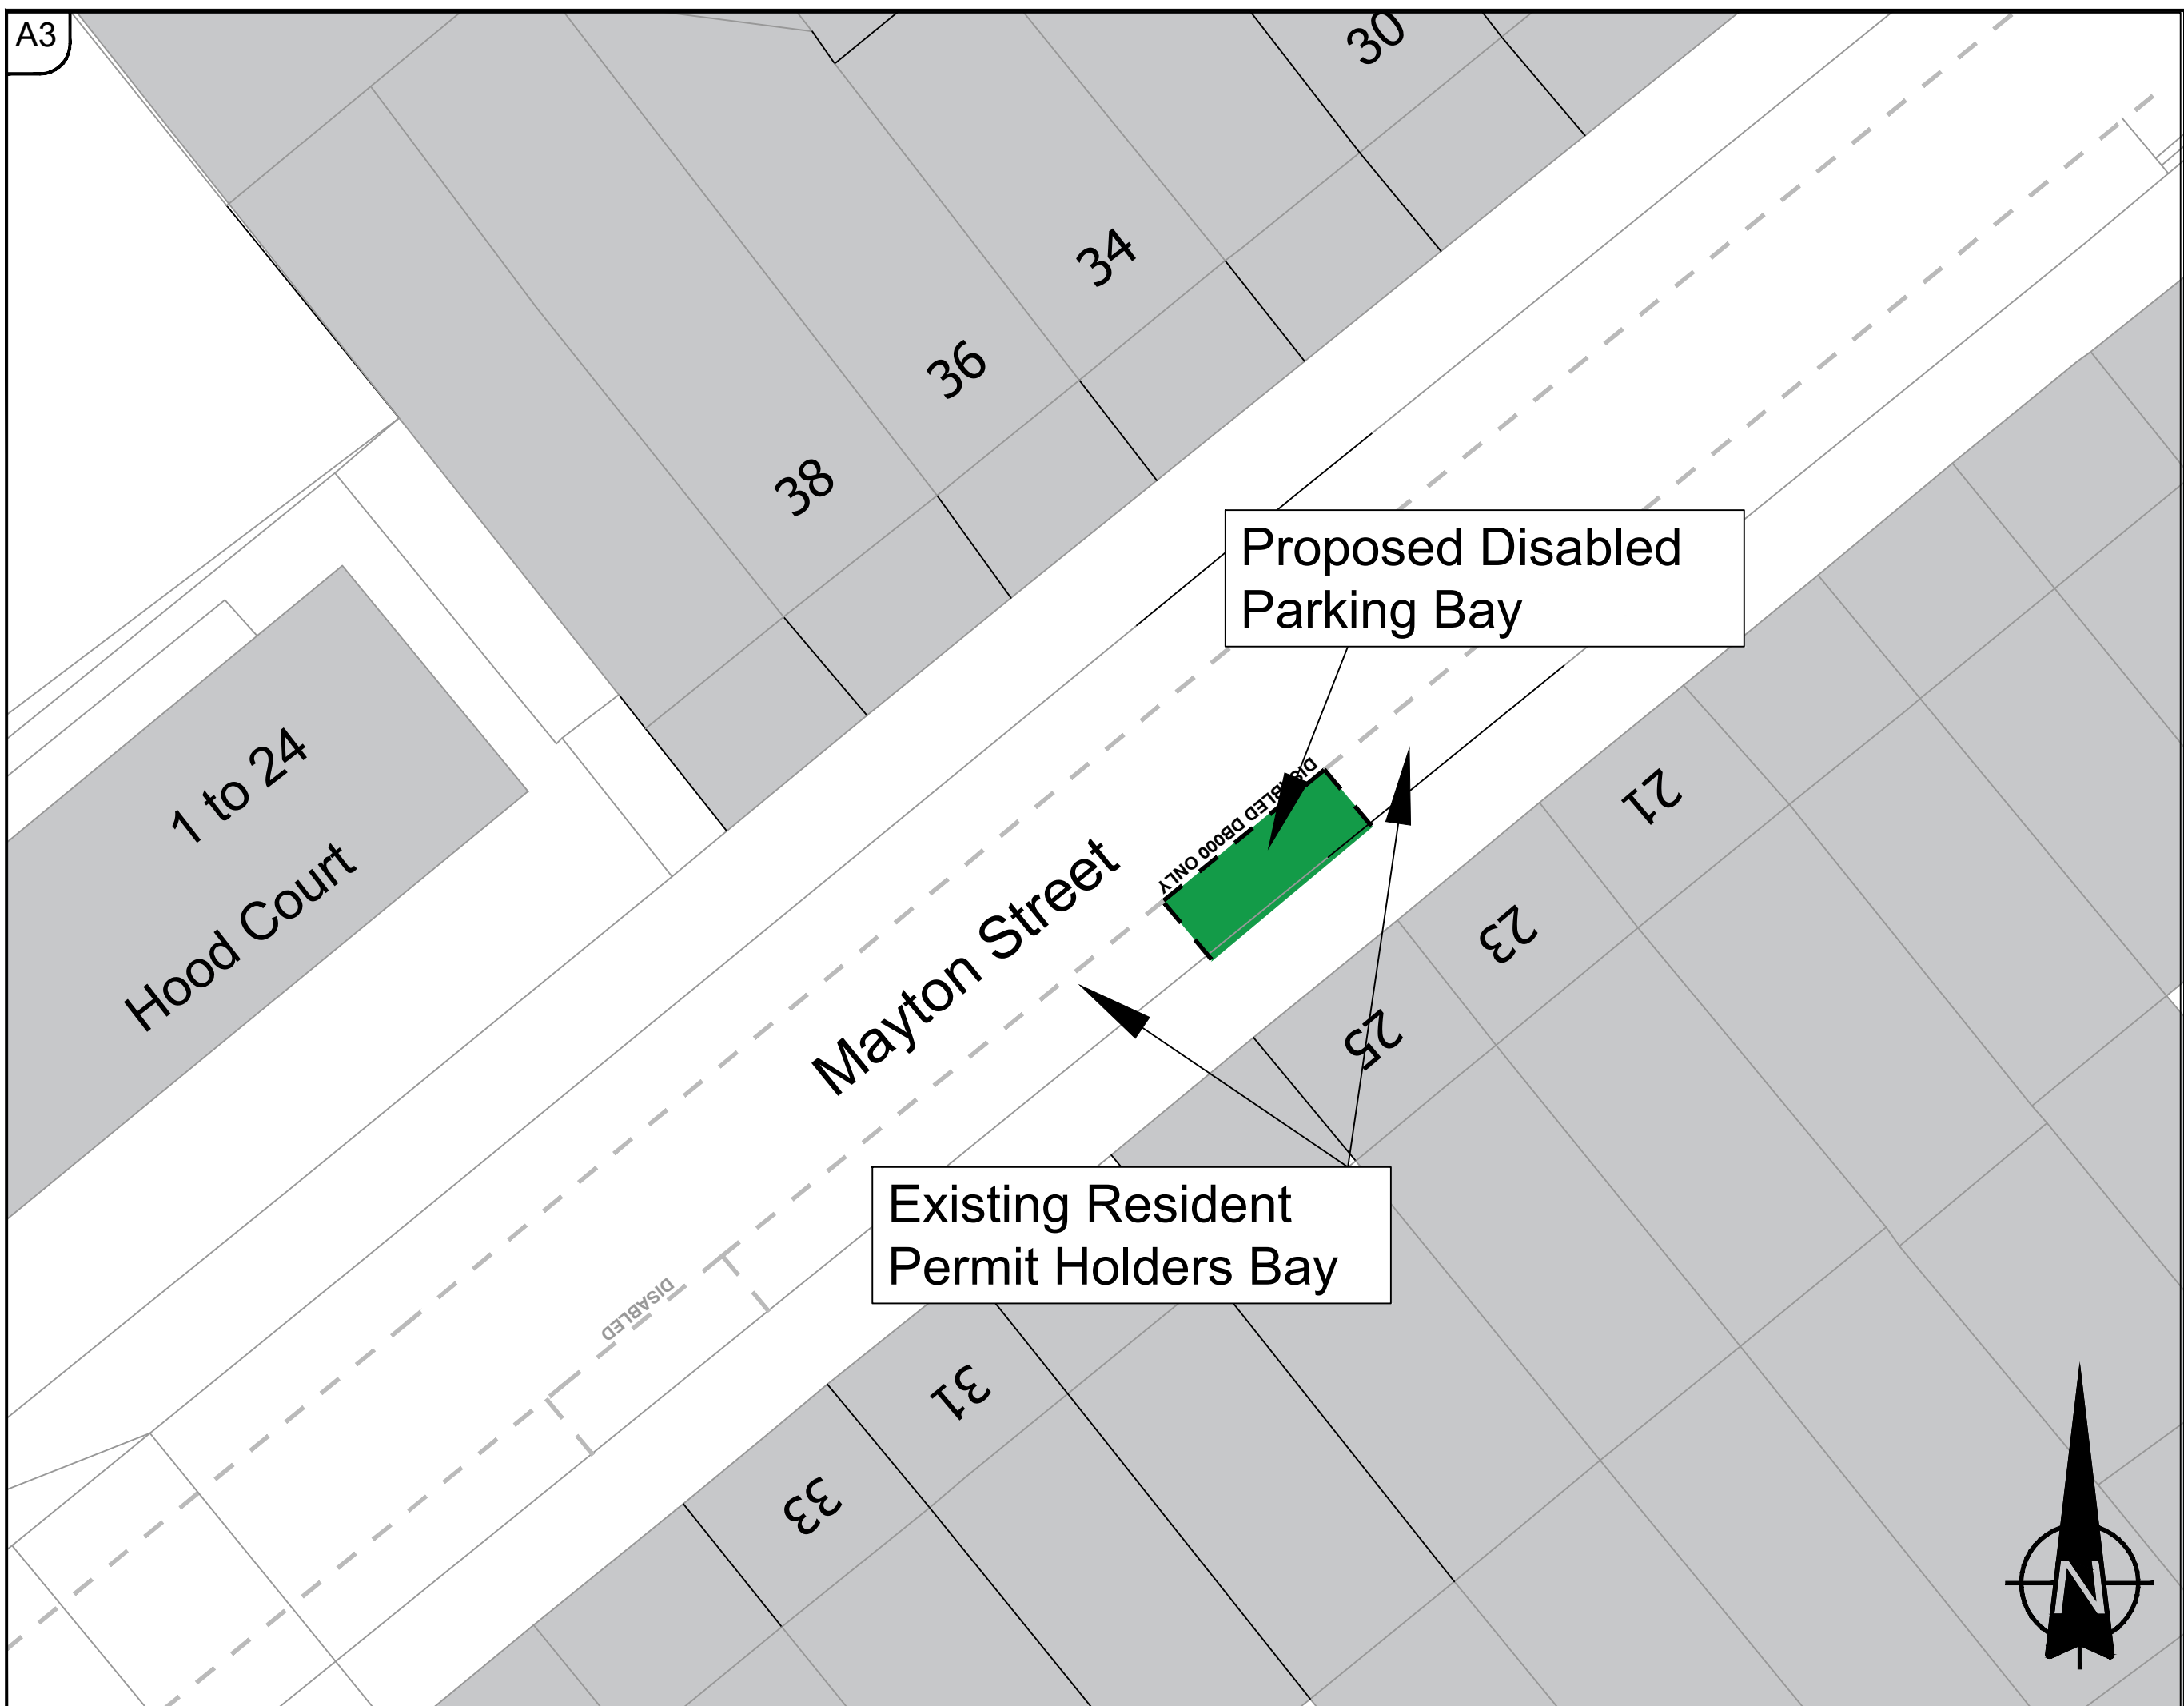 A3
30
34
36
38
Proposed Disabled
Parking Bay
1 to 24
Hood Court
DISABLED DB000 ONLY
Mayton Street
21
23
25
Existing Resident
Permit Holders Bay
DISABLED
31
33
N